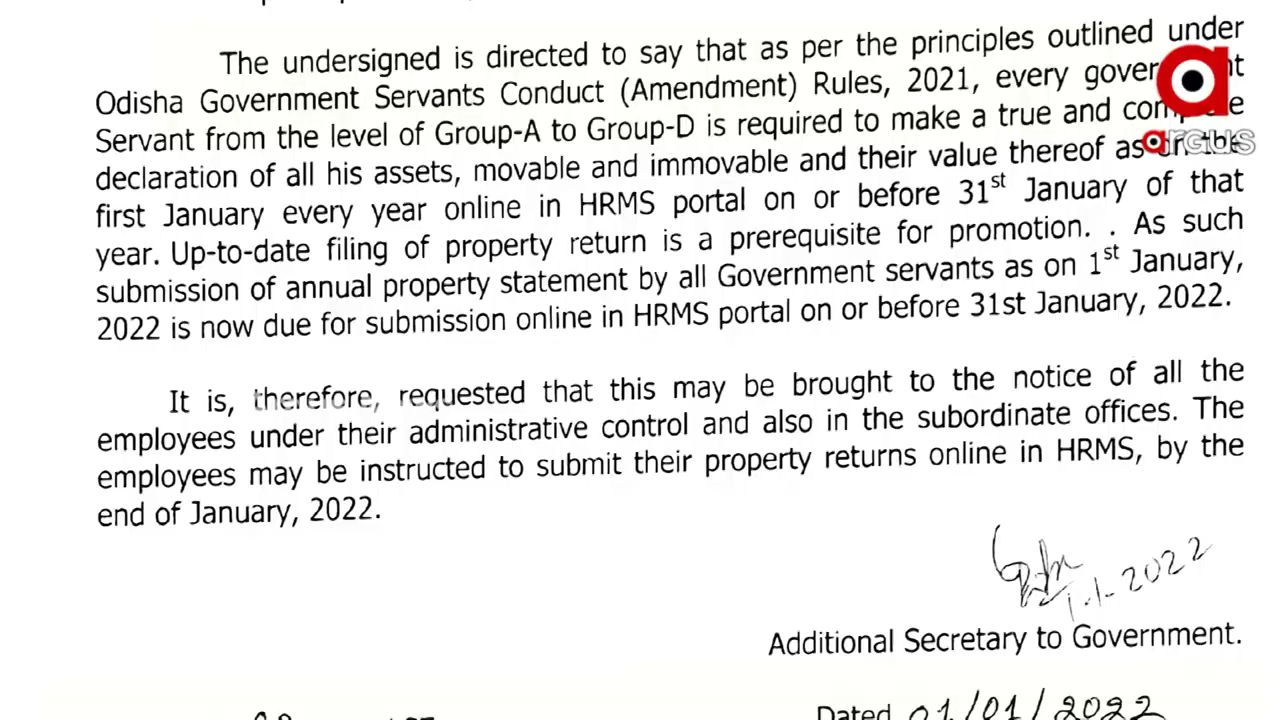 The undersigned is directed to say that as per the principles outlined under
Odisha Government Servants Conduct (Amendment) Rules, 2021, every
Servant from the level of Group-A to Group-D is required to make a true and
declaration of all his assets, movable and immovable and their value thereof as on the
first January every year online in HRMS portal on or before 31st January of that
year. Up-to-date filing of property return is a prerequisite for promotion. . As such
submission of annual property statement by all Government servants as on 1st January,
2022 is now due for submission online in HRMS portal on or before 31st January, 2022.
It is, therefore, requested that this may be brought to the notice of all the
employees under their administrative control and also in the subordinate offices. The
employees may be instructed to submit their property returns online in HRMS, by the
end of January, 2022.
1.1.2022
Additional Secretary to Government.
Dated 01/01/2022
argus